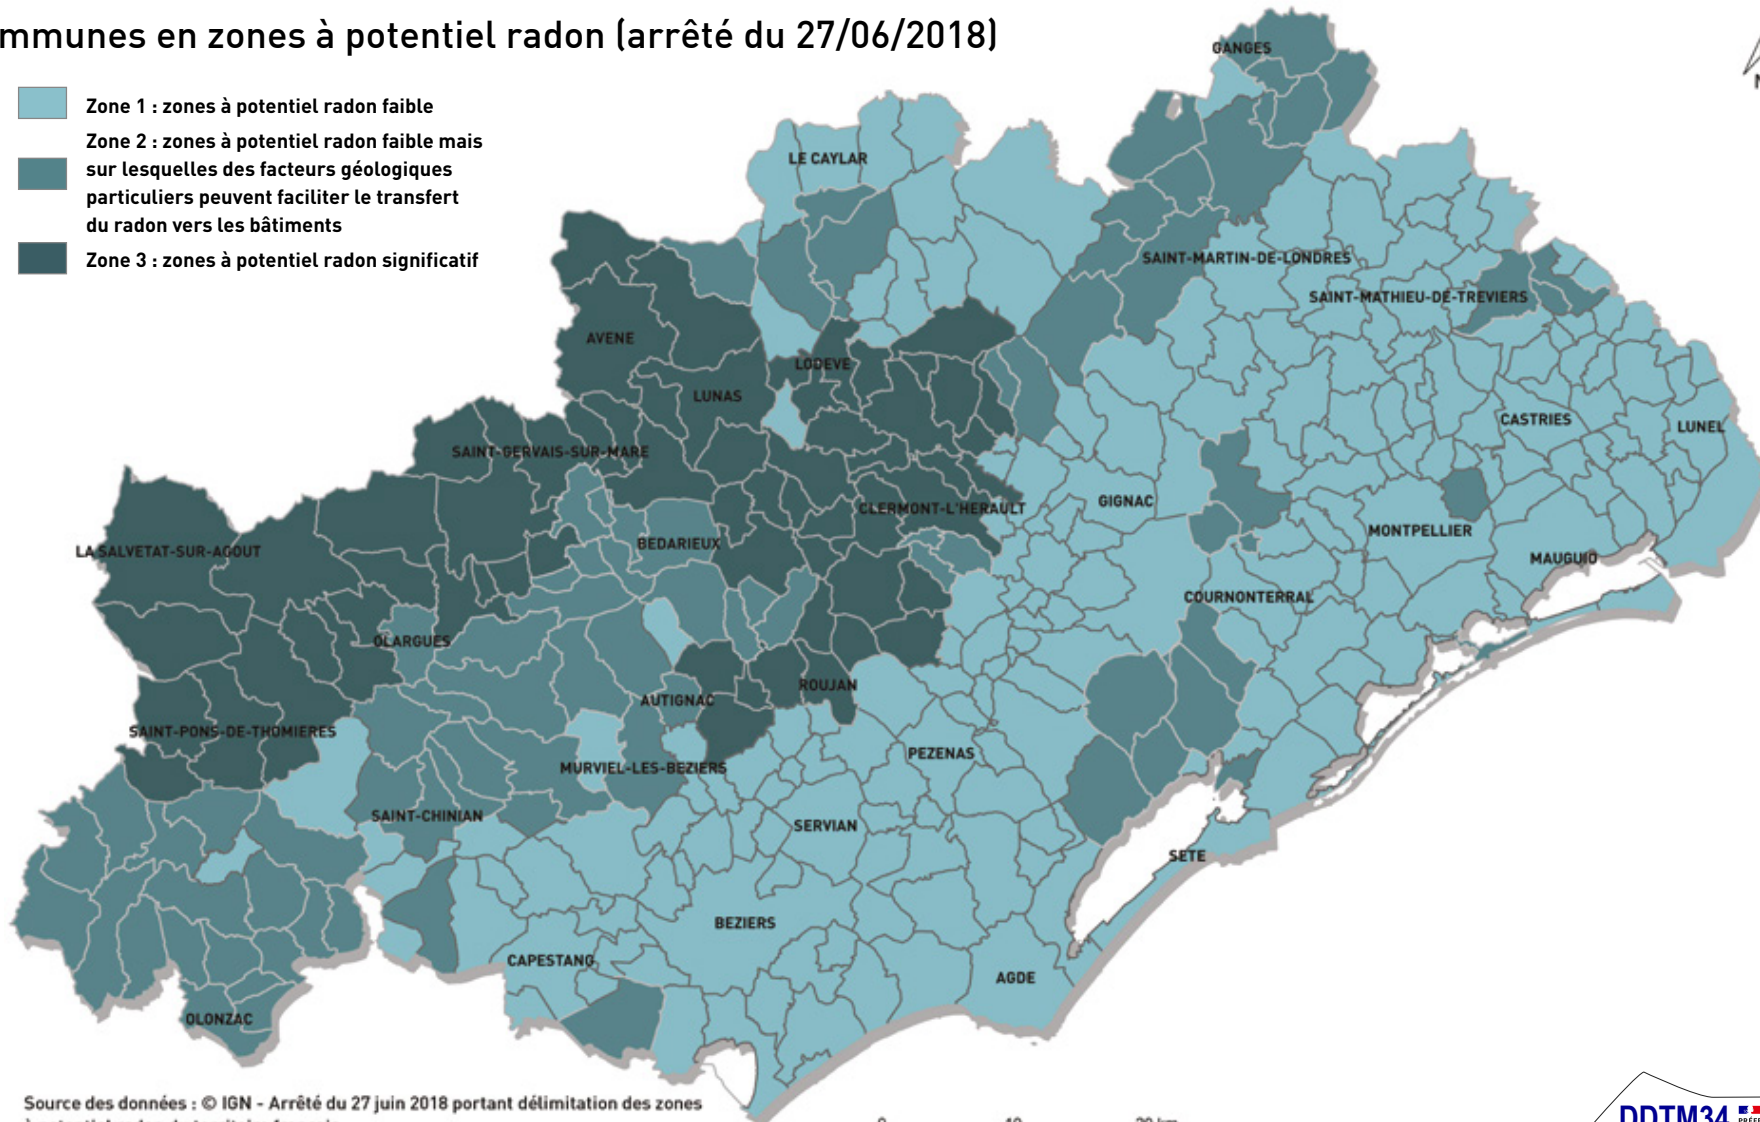 mmunes en zones à potentiel radon (arrêté du 27/06/2018)
Zone 1 : zones à potentiel radon faible
Zone 2 : zones à potentiel radon faible mais
sur lesquelles des facteurs géologiques
particuliers peuvent faciliter le transfert
du radon vers les bâtiments
Zone 3 : zones à potentiel radon significatif
GANGES
LE CAYLAR
SAINT-MARTIN-DE-LONDRES
SAINT-MATHIEU-DE-TREVIERS
AVENE
LODEVE
LUNAS
CASTRIES
LUNEL
SAINT-GERVAIS-SUR-MARE
GIGNAC
CLERMONT-L'HERAULT
MONTPELLIER
BEDARIEUX
LA SALVETAT-SUR-AGOUT
MAUGUIO
COURNONTERRAL
OLARGUES
ROUJAN
AUTIGNAC
SAINT-PONS-DE-THOMIERES
PEZENAS
MURVIEL-LES-BEZIERS
SAINT-CHINIAN
SERVIAN
SETE
BEZIERS
CAPESTANG
AGDE
OLONZAC
Source des données : © IGN - Arrêté du 27 juin 2018 portant délimitation des zones
DDTM34